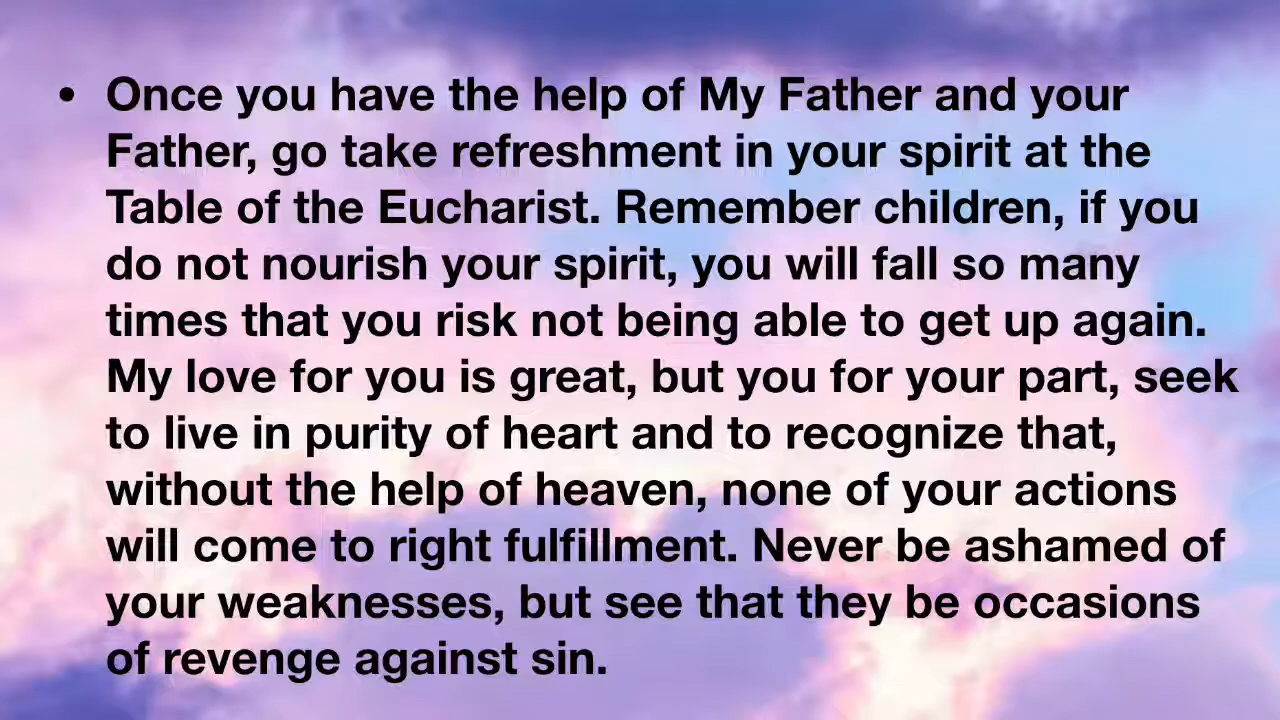 • Once you have the help of My Father and your
Father, go take refreshment in your spirit at the
Table of the Eucharist. Remember children, if you
do not nourish your spirit, you will fall so many
times that you risk not being able to get up again.
My love for you is great, but you for your part, seek
to live in purity of heart and to recognize that,
without the help of heaven, none of your actions
will come to right fulfillment. Never be ashamed of
your weaknesses, but see that they be occasions
of revenge against sin.